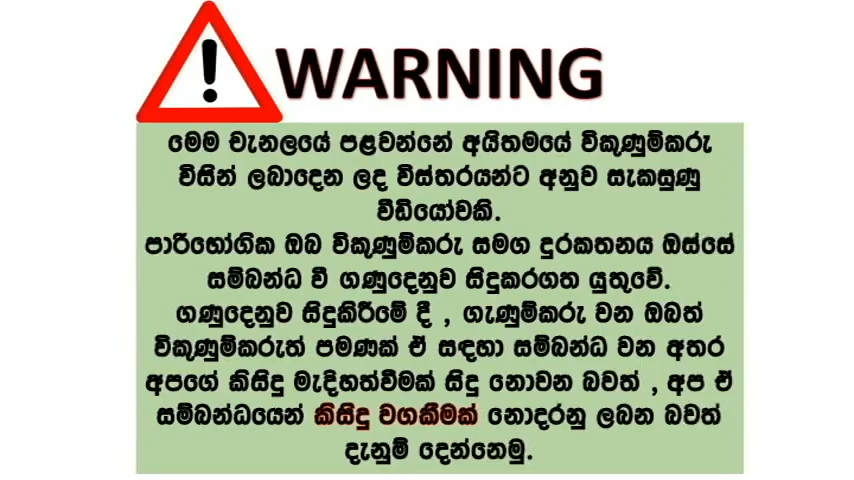 WARNING
මෙම චැනලයේ පළවන්නේ අයිතමයේ විකුණුම්කරු
විසින් ලබාදෙන ලද විස්තරයන්ට අනුව සැකසුණු
වීඩියෝවකි.
පාරිභෝගික ඔබ විකුණුම්කරු සමග දුරකතනය ඔස්සේ
සම්බන්ධ වී ගණුදෙනුව සිදුකරගත යුතුවේ.
ගණුදෙනුව සිදුකිරීමේ දී , ගැණුම්කරු වන ඔබත්
විකුණුම්කරුත් පමණක් ඒ සඳහා සම්බන්ධ වන අතර
අපගේ කිසිදු මැදිහත්වීමක් සිදු නොවන බවත් , අප ඒ
සම්බන්ධයෙන් කිසිදු වගකීමක් නොදරනු ලබන බවත්
දැනුම් දෙන්නෙමු.